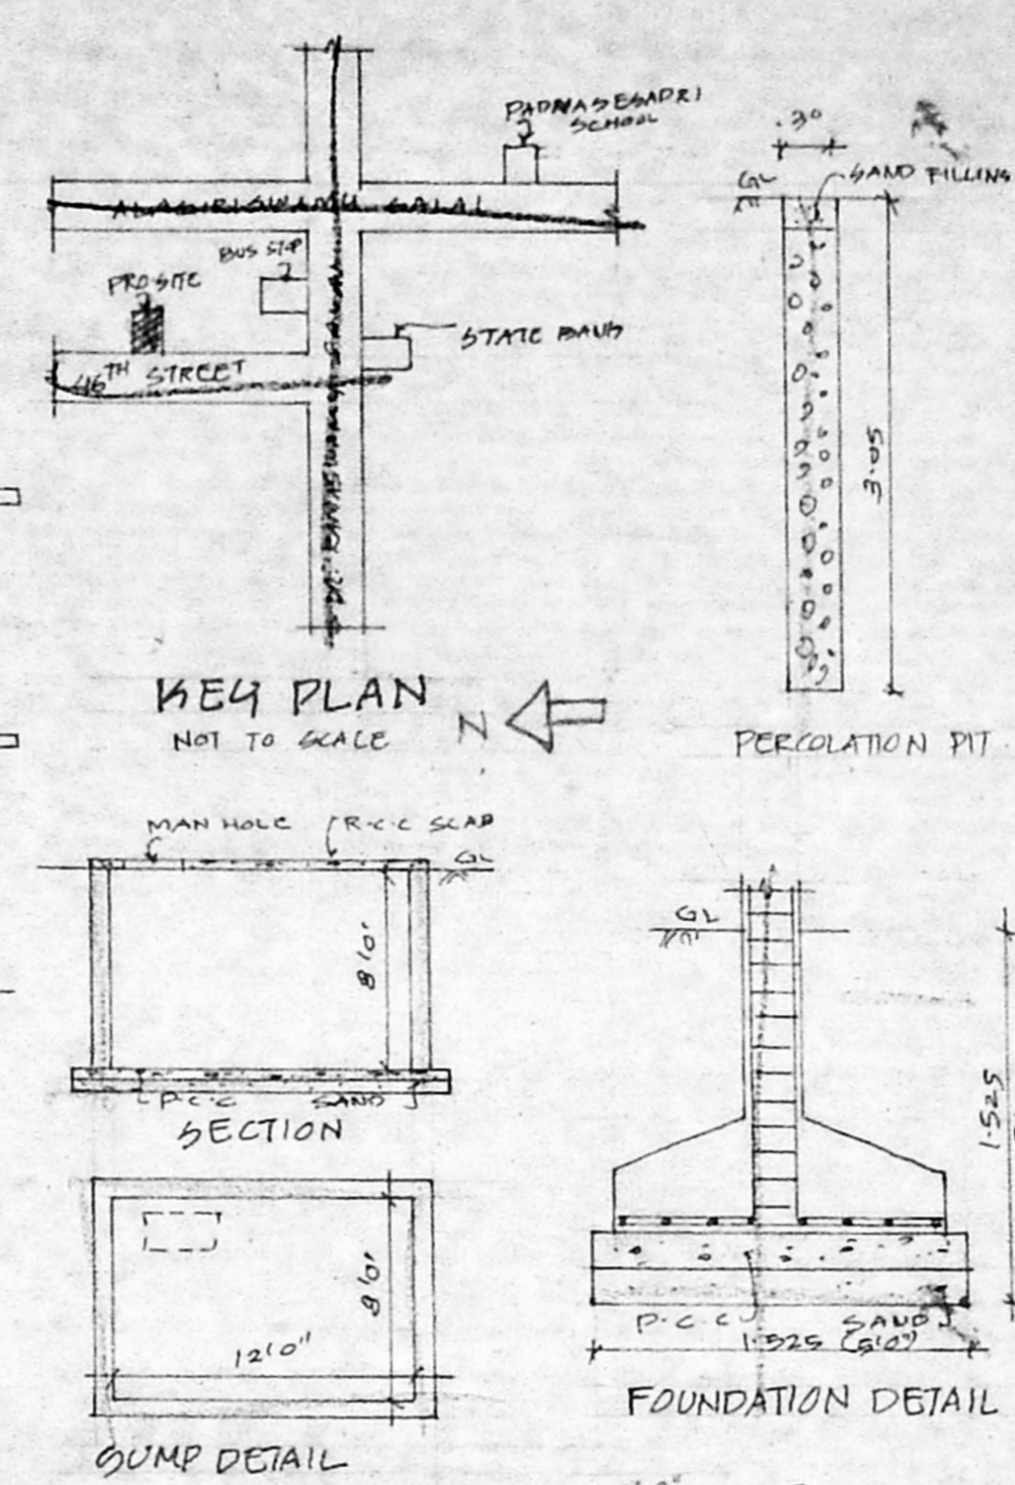 PADMASESADRI
SCHOOL
ALAGIRISWAMY SALAI
BUS STOP
PRO SITE
STATE BANK
46TH STREET
KEY PLAN
NOT TO SCALE
N
.30
GL
SAND FILLING
3.05
PERCOLATION PIT
MAN HOLE
R.C.C SLAB
GL
8'0"
P.C.C
SAND
SECTION
8'0"
12'0"
SUMP DETAIL
GL
1.525
P.C.C
SAND
1.525 (5'0")
FOUNDATION DETAIL